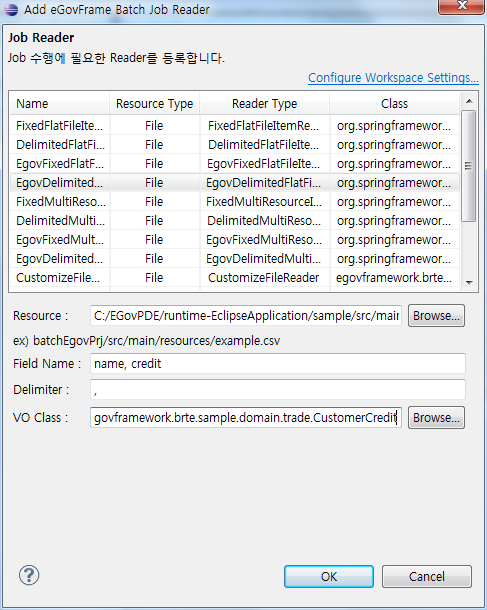 Add eGovFrame Batch Job Reader
Job Reader
Job 수행에 필요한 Reader를 등록합니다.
Configure Workspace Settings...
Name Resource Type Reader Type Class
FixedFlatFileIte... File FixedFlatFileItemRe... org.springframewor...
DelimitedFlatFi... File DelimitedFlatFileIte... org.springframewor...
EgovFixedFlatF... File EgovFixedFlatFileIte... org.springframewor...
EgovDelimited... File EgovDelimitedFlatFi... org.springframewor...
FixedMultiReso... File FixedMultiResourceI... org.springframewor...
DelimitedMulti... File DelimitedMultiReso... org.springframewor...
EgovFixedMult... File EgovFixedMultiReso... org.springframewor...
EgovDelimited... File EgovDelimitedMulti... org.springframewor...
CustomizeFile... File CustomizeFileReader egovframework.brte...
Resource : C:/EGovPDE/runtime-EclipseApplication/sample/src/mair Browse...
ex) batchEgovPrj/src/main/resources/example.csv
Field Name : name, credit
Delimiter : ,
VO Class : govframework.brte.sample.domain.trade.CustomerCredit Browse...
? OK Cancel